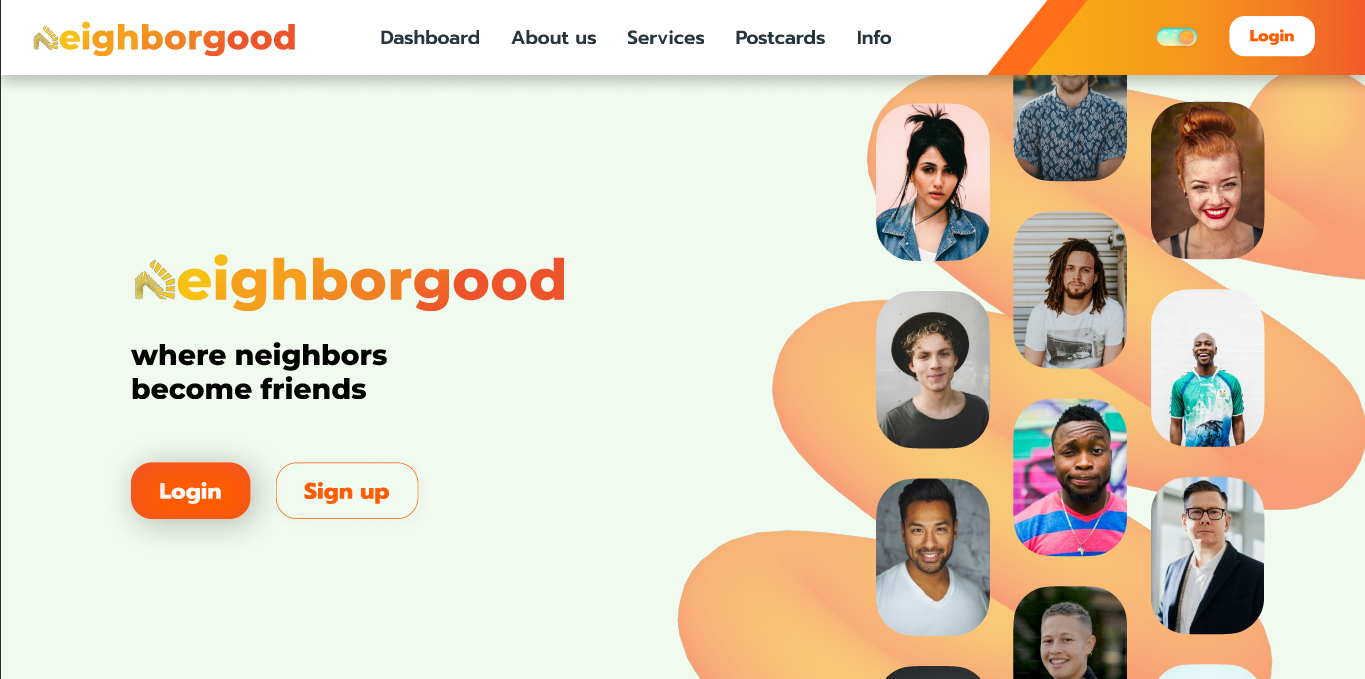 Neighborgood
Dashboard About us Services Postcards Info
Login
Neighborgood
where neighbors
become friends
Login Sign up